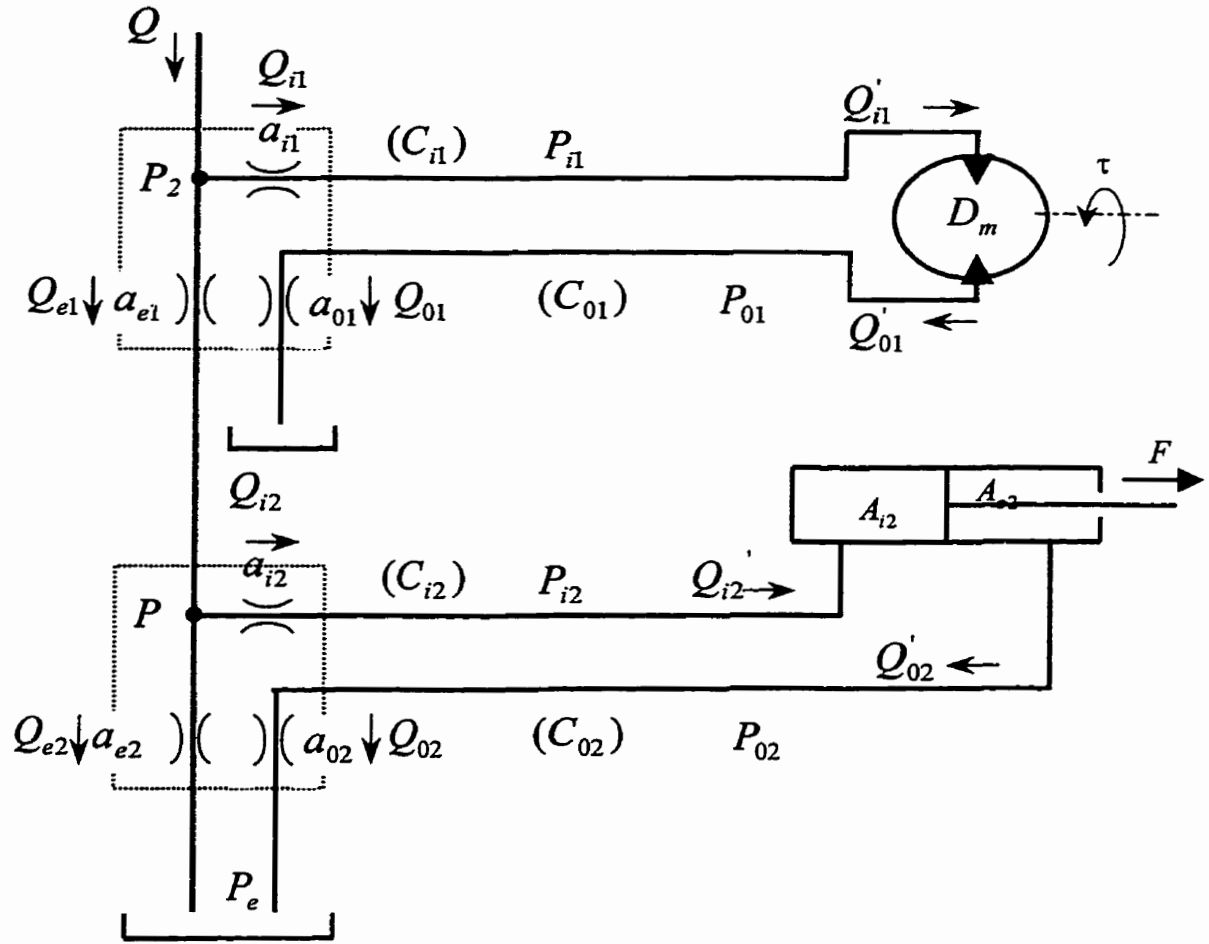 Q
Q_{i1}
a_{i1}
(C_{i1})
P_{i1}
Q'_{i1}
P_2
τ
D_m
Q_{e1} a_{e1}
a_{01} Q_{01}
(C_{01})
P_{01}
Q'_{01}
Q_{i2}
F
A_{i2}
a_{i2}
(C_{i2})
P_{i2}
Q_{i2}'
P
Q'_{02}
Q_{e2} a_{e2}
a_{02} Q_{02}
(C_{02})
P_{02}
P_e